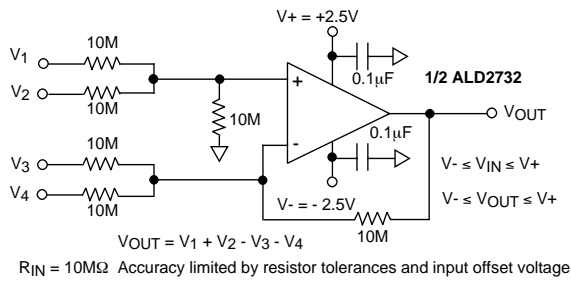 V+ = +2.5V
V1
10M
0.1µF
1/2 ALD2732
V2
10M
+
10M
VOUT
V3
10M
-
0.1µF
V- ≤ VIN ≤ V+
V4
10M
V- = - 2.5V
V- ≤ VOUT ≤ V+
10M
VOUT = V1 + V2 - V3 - V4
RIN = 10MΩ Accuracy limited by resistor tolerances and input offset voltage